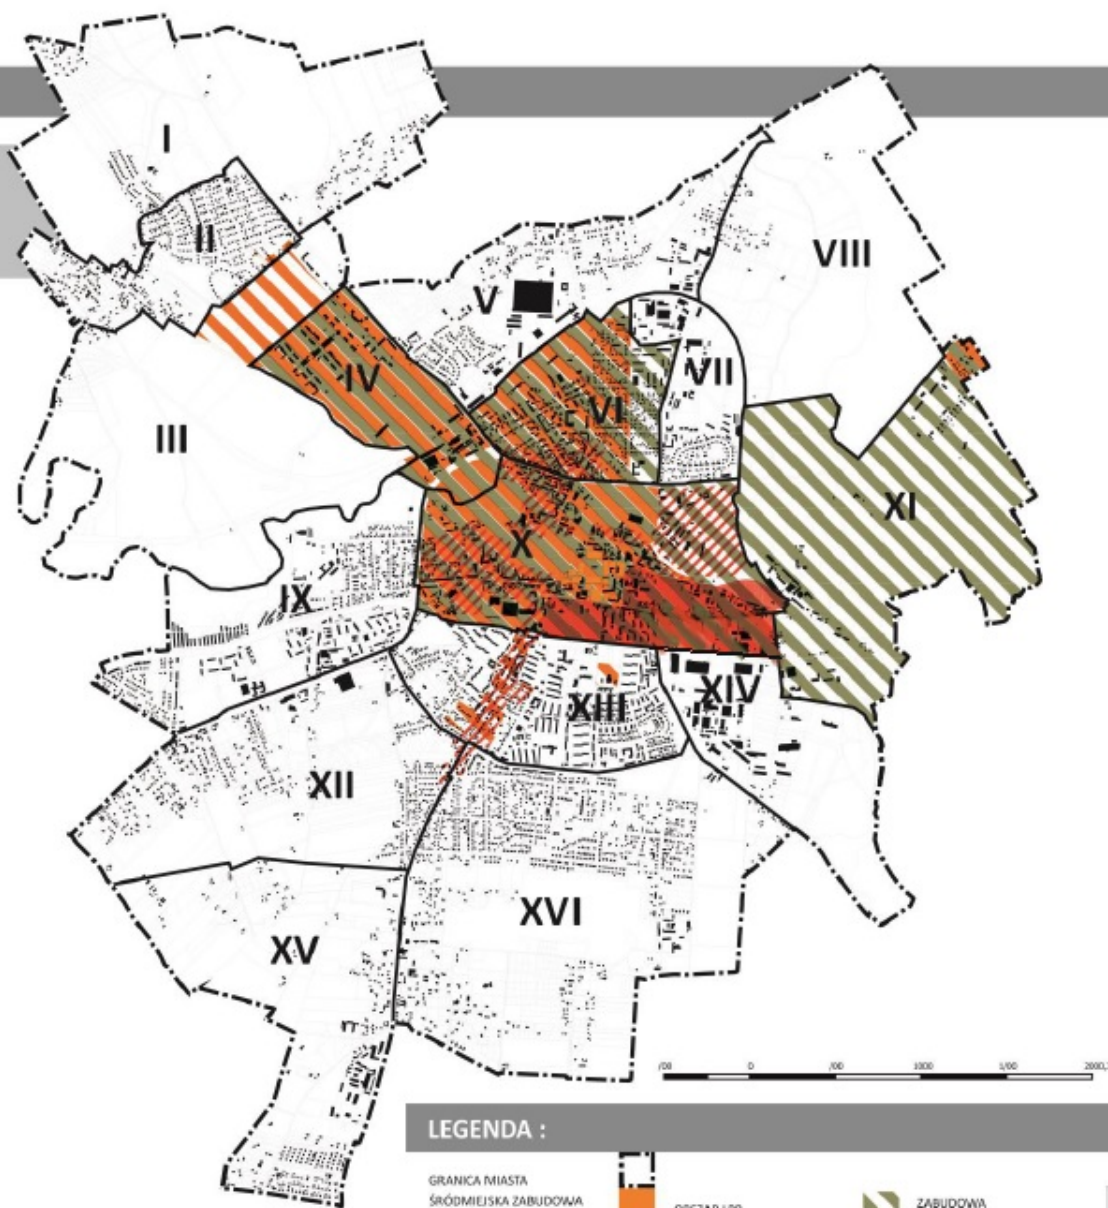 I
II
VIII
V
IV
VII
VI
III
XI
X
IX
XIII
XIV
XII
XVI
XV
0
1000
LEGENDA :
GRANICA MIASTA
ŚRÓDMIEJSKA ZABUDOWA
ZABUDOWA